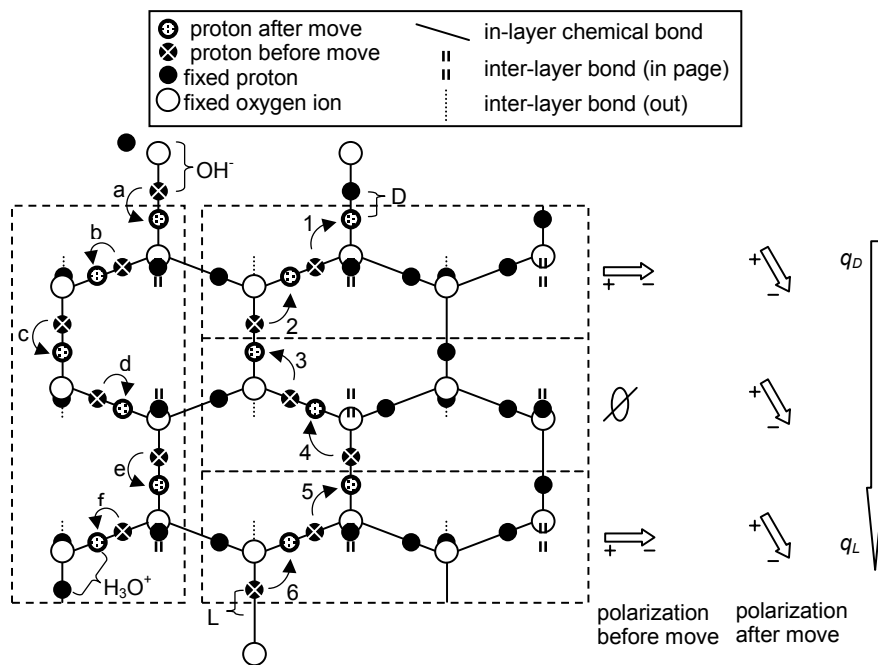 proton after move
proton before move
fixed proton
fixed oxygen ion
in-layer chemical bond
inter-layer bond (in page)
inter-layer bond (out)
OH-
a
D
1
b
+ -
+
-
qD
2
c
3
d
+
-
4
e
5
f
+ -
+
-
qL
H3O+
L
6
polarization
before move
polarization
after move